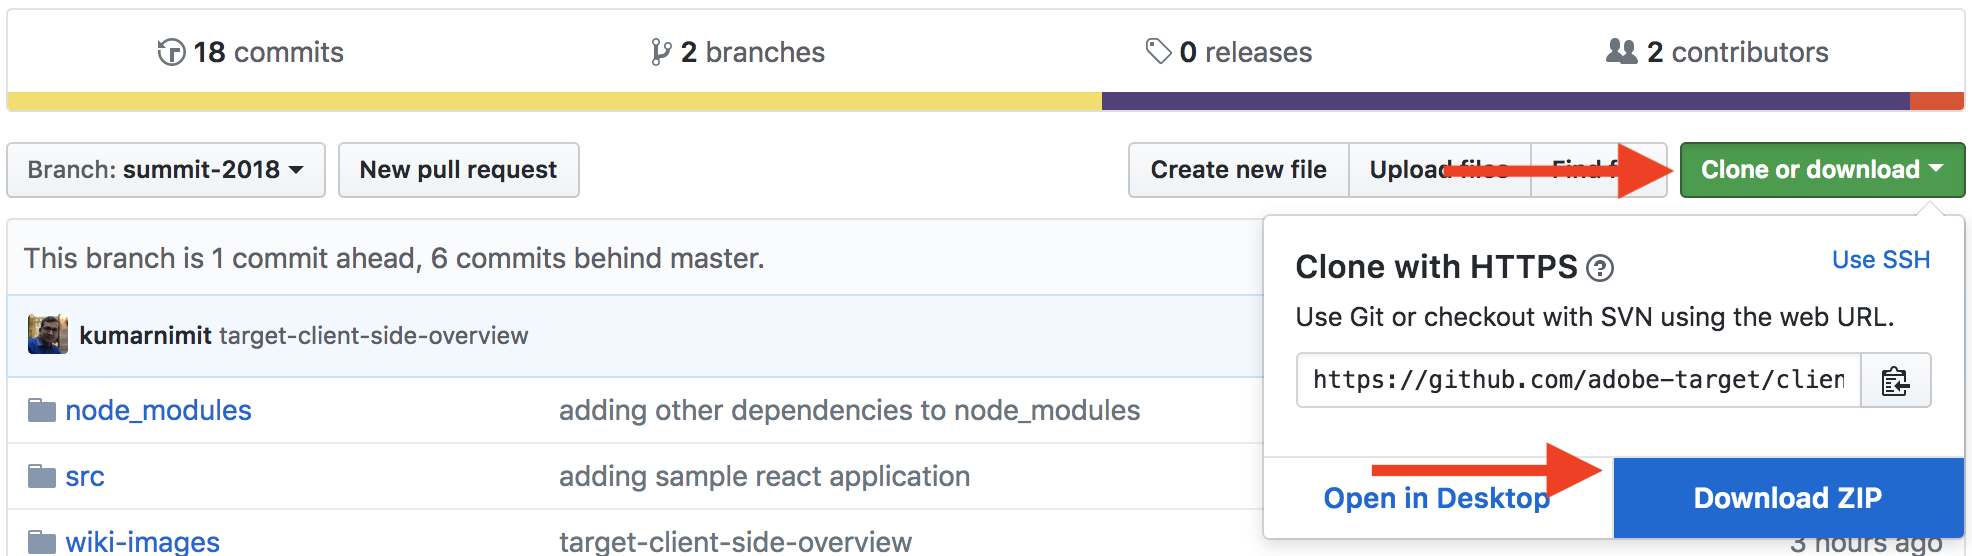 18 commits 2 branches 0 releases 2 contributors
Branch: summit-2018 New pull request Create new file Upload files Find f Clone or download
This branch is 1 commit ahead, 6 commits behind master.
kumarnimit target-client-side-overview
node_modules adding other dependencies to node_modules
src adding sample react application
wiki-images target-client-side-overview 3 hours ago
Clone with HTTPS Use SSH
Use Git or checkout with SVN using the web URL.
https://github.com/adobe-target/clien
Open in Desktop Download ZIP